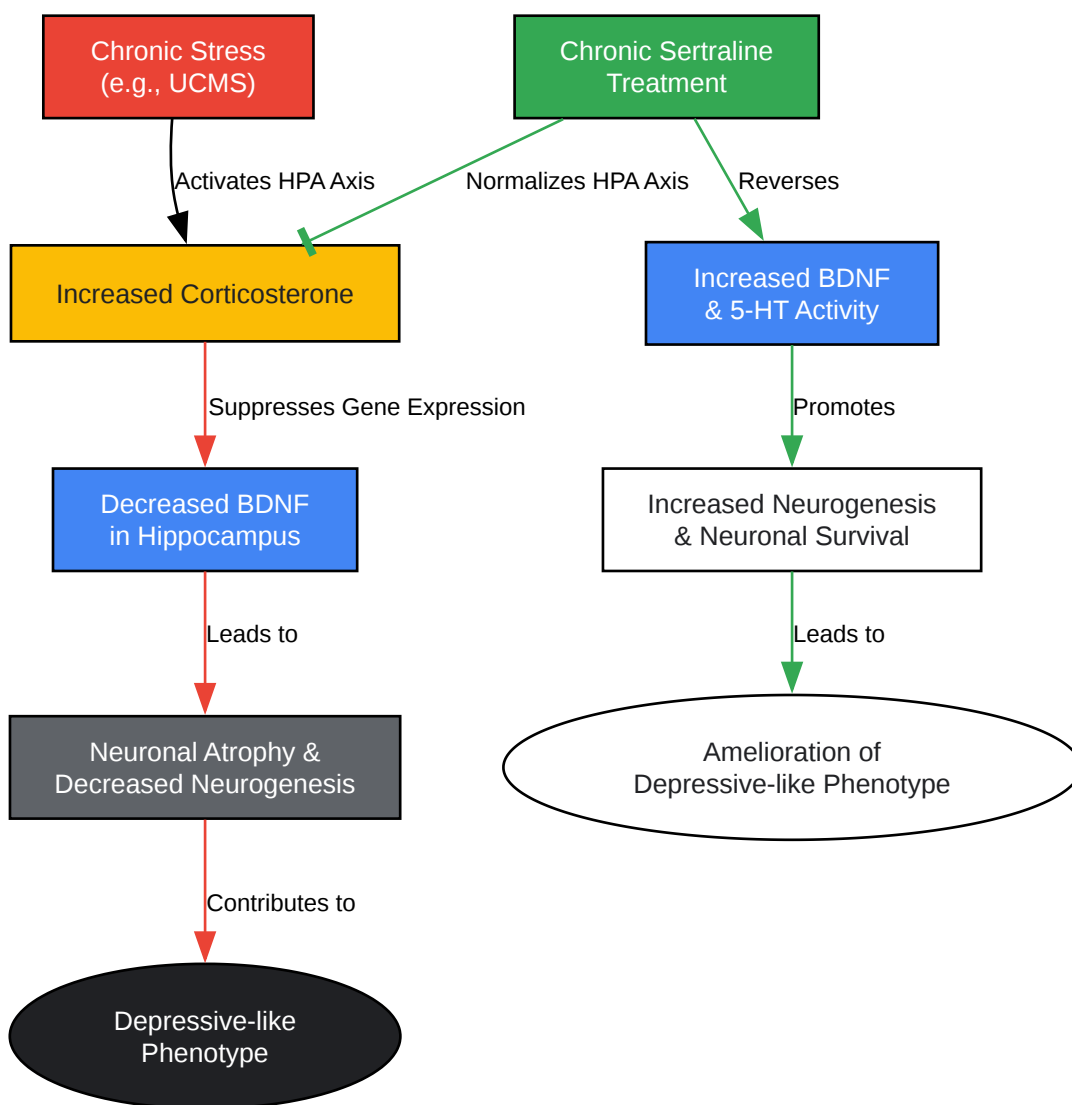 Chronic Stress
(e.g., UCMS)
Chronic Sertraline
Treatment
Activates HPA Axis
Normalizes HPA Axis
Reverses
Increased Corticosterone
Increased BDNF
& 5-HT Activity
Suppresses Gene Expression
Promotes
Decreased BDNF
in Hippocampus
Increased Neurogenesis
& Neuronal Survival
Leads to
Leads to
Neuronal Atrophy &
Decreased Neurogenesis
Amelioration of
Depressive-like Phenotype
Contributes to
Depressive-like
Phenotype